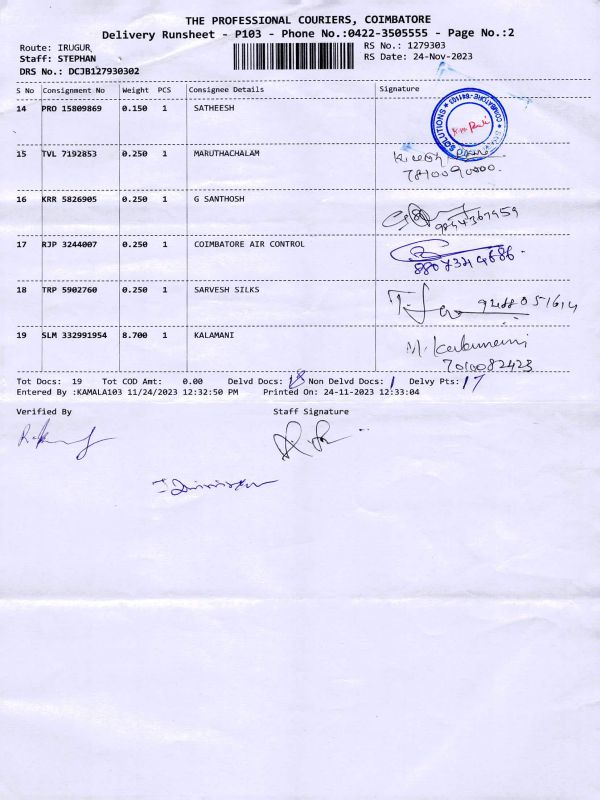 THE PROFESSIONAL COURIERS, COIMBATORE
Delivery Runsheet - P103 - Phone No.:0422-3505555 - Page No.:2
Route: IRUGUR
RS No.: 1279303
Staff: STEPHAN
RS Date: 24-Nov-2023
DRS No.: DCJB127930302
S No Consignment No Weight PCS Consignee Details Signature
14 PRO 15809869 0.150 1 SATHEESH
SOLUTIONS COIMBATORE-641103
15 TVL 7192853 0.250 1 MARUTHACHALAM
7810090000.
16 KRR 5826905 0.250 1 G SANTHOSH
9844367959
17 RJP 3244007 0.250 1 COIMBATORE AIR CONTROL
18 TRP 5902760 0.250 1 SARVESH SILKS
19 SLM 332991954 8.700 1 KALAMANI
7010082423
Tot Docs: 19 Tot COD Amt: 0.00 Delvd Docs: 18 Non Delvd Docs: 1 Delvy Pts: 17
Entered By :KAMALA103 11/24/2023 12:32:50 PM Printed On: 24-11-2023 12:33:04
Verified By Staff Signature